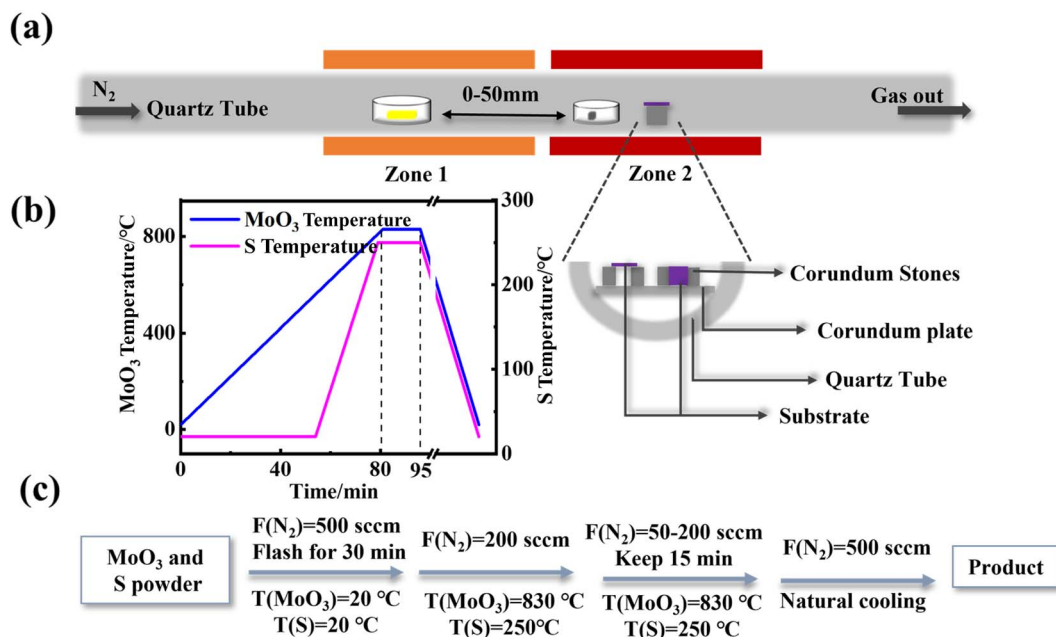 (a)
N2
Quartz Tube
0-50mm
Gas out
Zone 1
Zone 2
(b)
MoO3 Temperature
S Temperature
MoO3 Temperature/°C
800
400
0
300
200
100
0
S Temperature/°C
0
40
80
95
Time/min
Corundum Stones
Corundum plate
Quartz Tube
Substrate
(c)
MoO3 and
S powder
F(N2)=500 sccm
Flash for 30 min
T(MoO3)=20 °C
T(S)=20 °C
F(N2)=200 sccm
T(MoO3)=830 °C
T(S)=250°C
F(N2)=50-200 sccm
Keep 15 min
T(MoO3)=830 °C
T(S)=250 °C
F(N2)=500 sccm
Natural cooling
Product